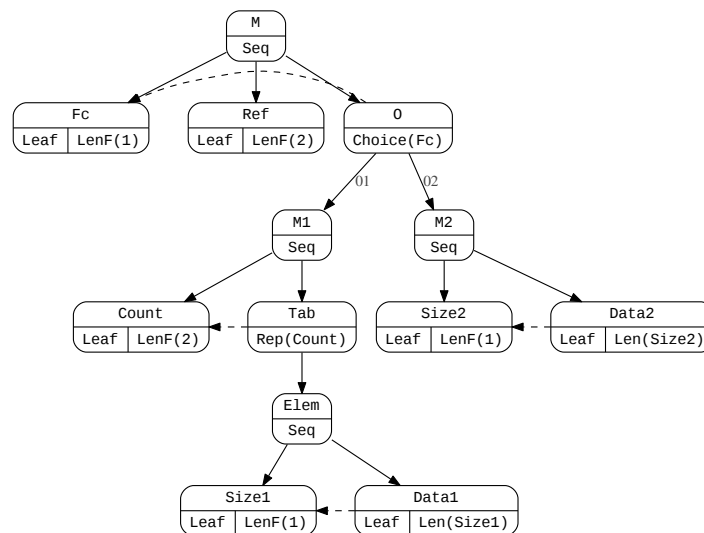 M
Seq
Fc
Leaf LenF(1)
Ref
Leaf LenF(2)
O
Choice(Fc)
01
02
M1
Seq
M2
Seq
Count
Leaf LenF(2)
Tab
Rep(Count)
Size2
Leaf LenF(1)
Data2
Leaf Len(Size2)
Elem
Seq
Size1
Leaf LenF(1)
Data1
Leaf Len(Size1)